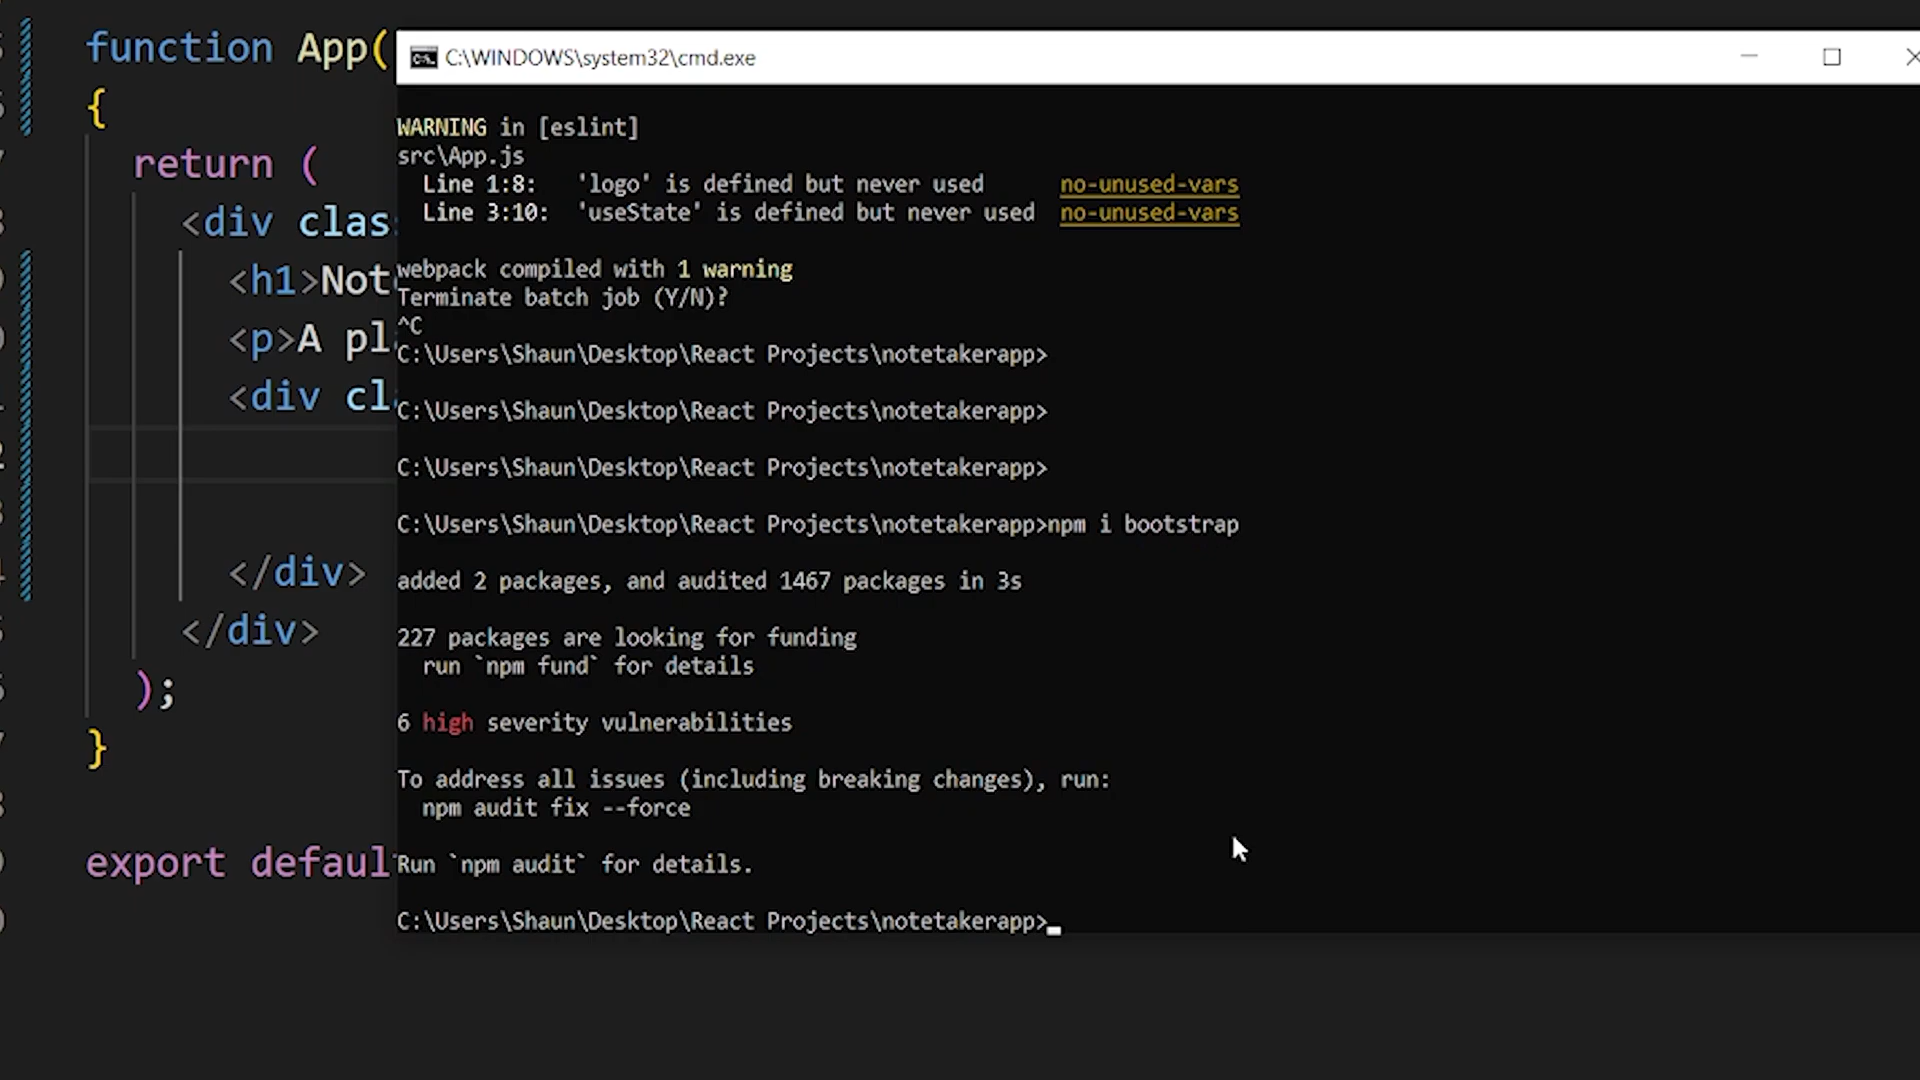 function App(
{
return (
<div clas
<h1>Not
<p>A pl
<div cl
</div>
</div>
);
}
export defaul
C:\WINDOWS\system32\cmd.exe
WARNING in [eslint]
src\App.js
Line 1:8: 'logo' is defined but never used no-unused-vars
Line 3:10: 'useState' is defined but never used no-unused-vars
webpack compiled with 1 warning
Terminate batch job (Y/N)?
^C
C:\Users\Shaun\Desktop\React Projects\notetakerapp>
C:\Users\Shaun\Desktop\React Projects\notetakerapp>
C:\Users\Shaun\Desktop\React Projects\notetakerapp>
C:\Users\Shaun\Desktop\React Projects\notetakerapp>npm i bootstrap
added 2 packages, and audited 1467 packages in 3s
227 packages are looking for funding
run `npm fund` for details
6 high severity vulnerabilities
To address all issues (including breaking changes), run:
npm audit fix --force
Run `npm audit` for details.
C:\Users\Shaun\Desktop\React Projects\notetakerapp>